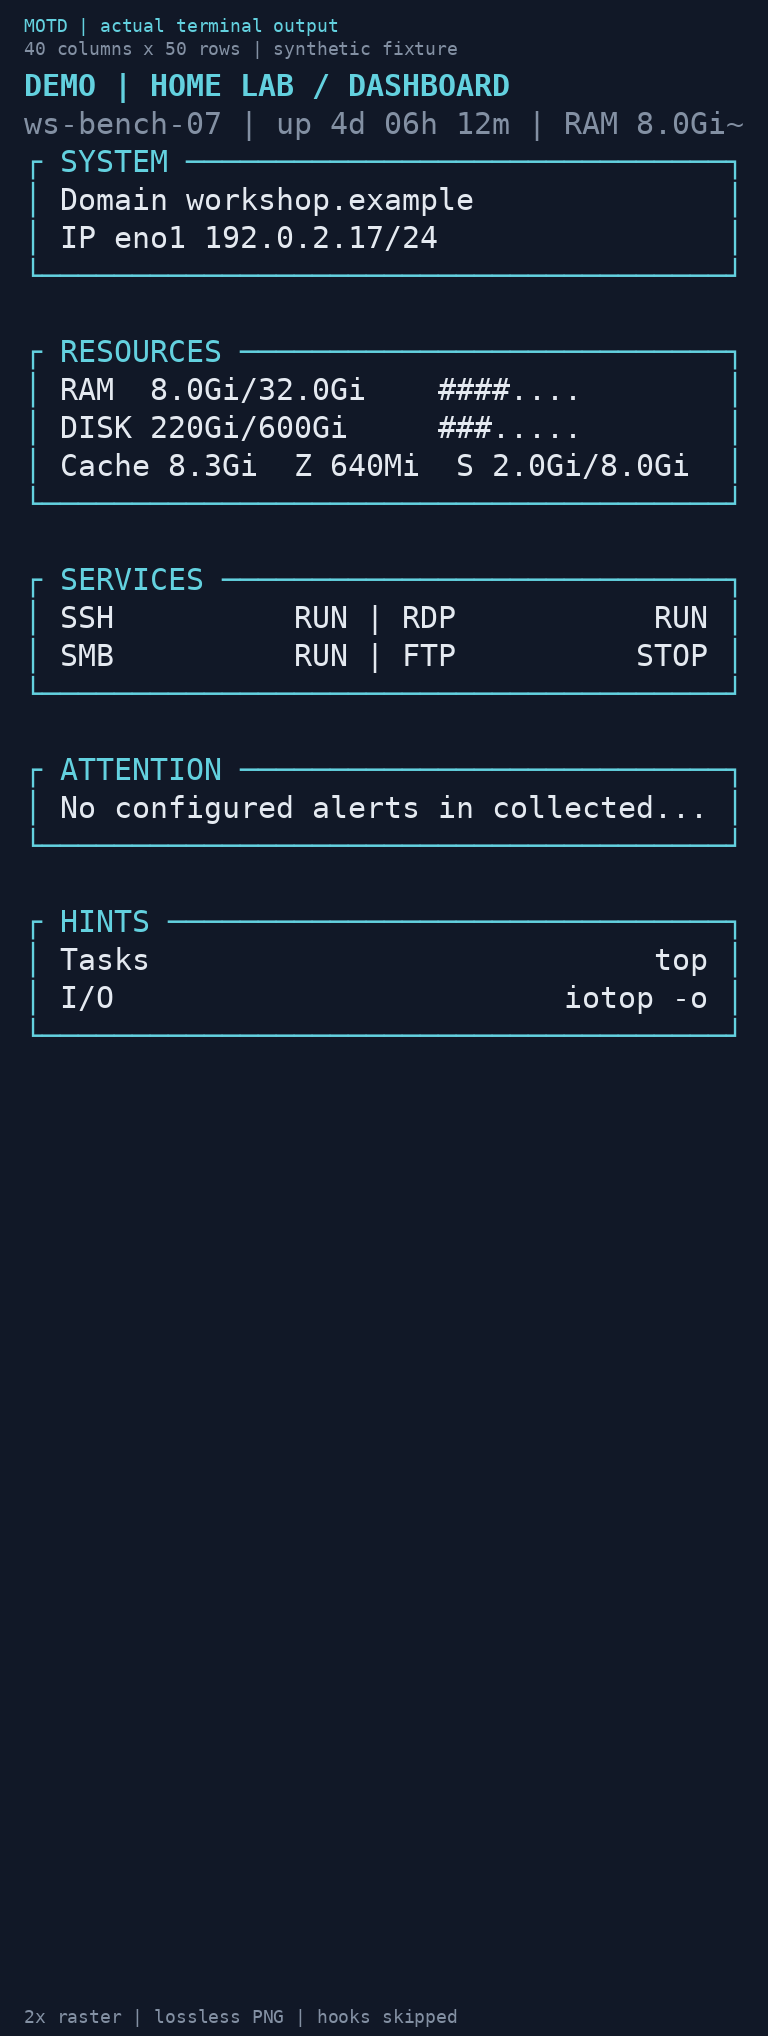 MOTD | actual terminal output
40 columns x 50 rows | synthetic fixture
DEMO | HOME LAB / DASHBOARD
ws-bench-07 | up 4d 06h 12m | RAM 8.0Gi~
SYSTEM
Domain workshop.example
IP eno1 192.0.2.17/24
RESOURCES
RAM  8.0Gi/32.0Gi    ####....
DISK 220Gi/600Gi     ###.....
Cache 8.3Gi  Z 640Mi  S 2.0Gi/8.0Gi
SERVICES
SSH          RUN | RDP           RUN
SMB          RUN | FTP          STOP
ATTENTION
No configured alerts in collected...
HINTS
Tasks                            top
I/O                         iotop -o
2x raster | lossless PNG | hooks skipped